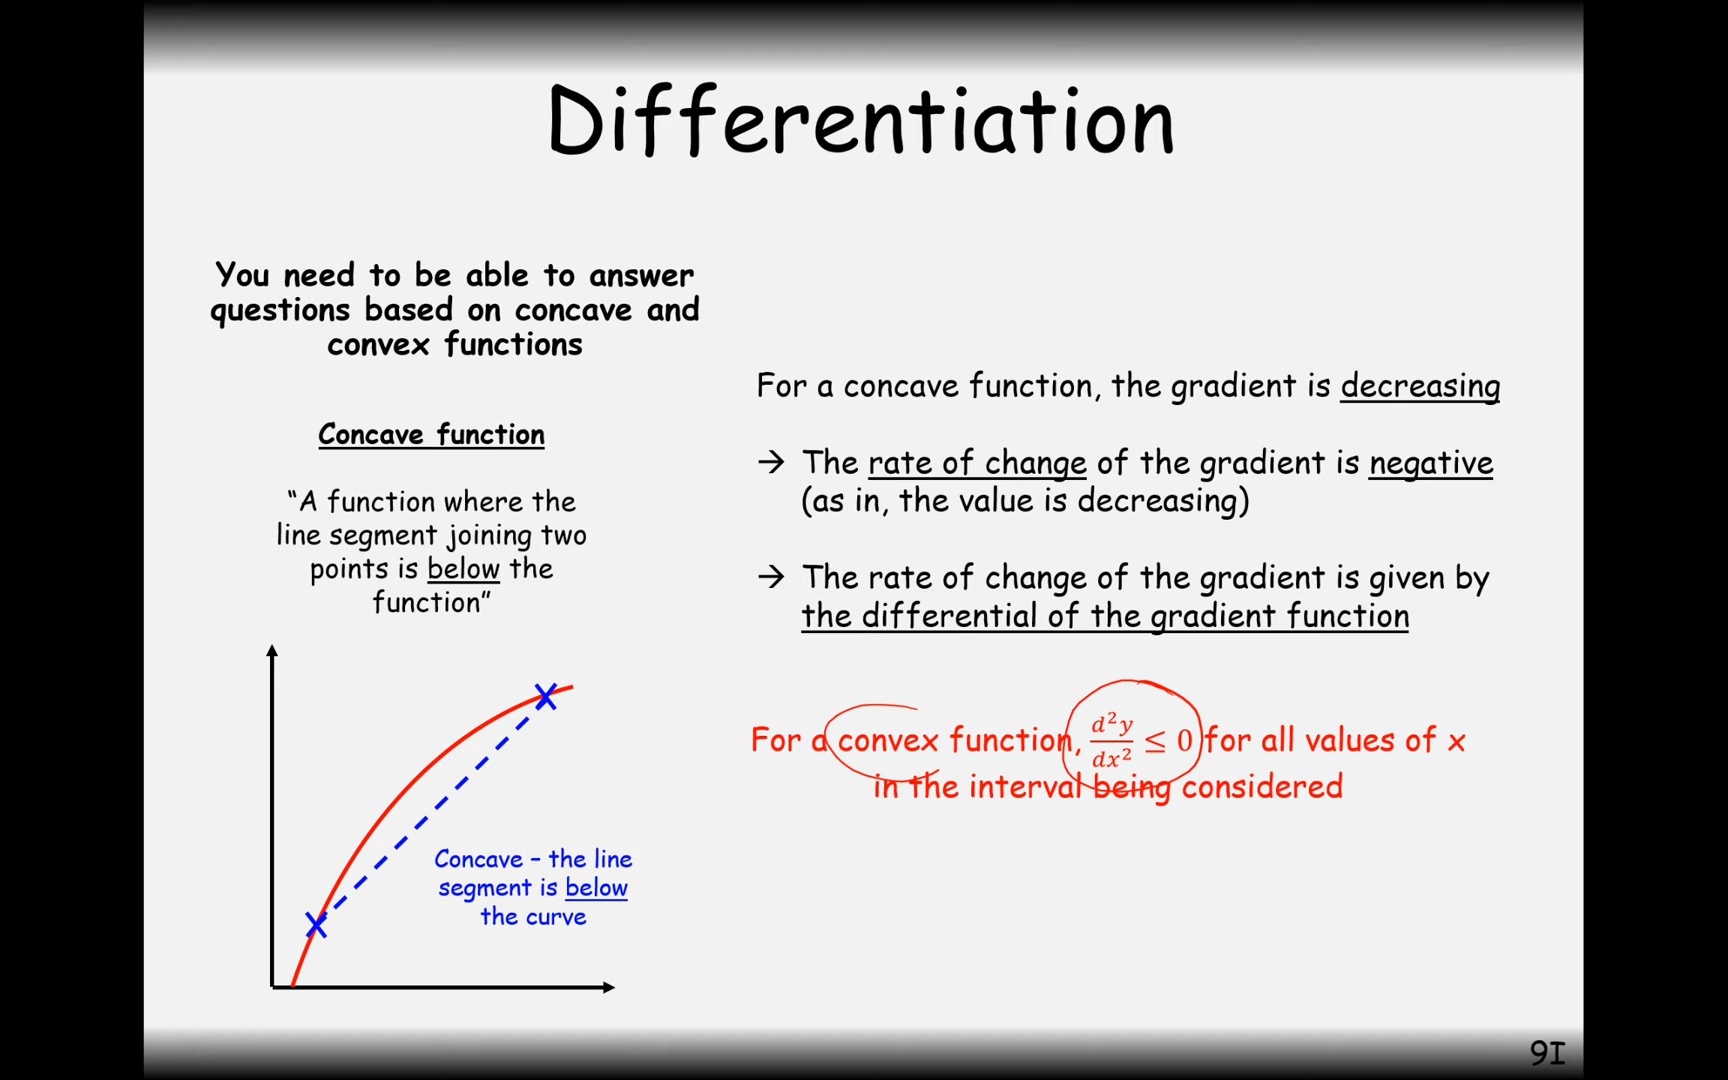 Differentiation
You need to be able to answer
questions based on concave and
convex functions
Concave function
“A function where the
line segment joining two
points is below the
function”
Concave – the line
segment is below
the curve
For a concave function, the gradient is decreasing
→ The rate of change of the gradient is negative
(as in, the value is decreasing)
→ The rate of change of the gradient is given by
the differential of the gradient function
For a convex function, d²y/dx² ≤ 0 for all values of x
in the interval being considered
9I